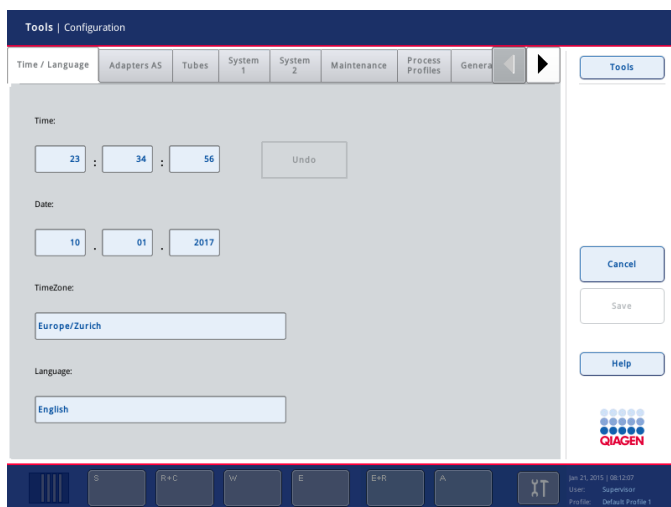 Tools | Configuration
Time / Language
Adapters AS
Tubes
System 1
System 2
Maintenance
Process Profiles
Genera
Tools
Time:
23 : 34 : 56
Undo
Date:
10 . 01 . 2017
TimeZone:
Europe/Zurich
Language:
English
Cancel
Save
Help
QIAGEN
S
R+C
W
E
E+R
A
Jan 21, 2015 | 08:12:07
User: Supervisor
Profile: Default Profile 1